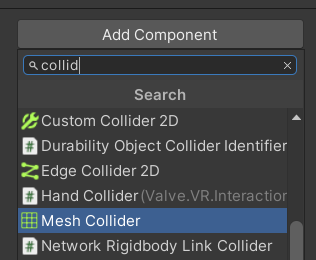 Add Component
collid
Search
Custom Collider 2D
Durability Object Collider Identifier
Edge Collider 2D
Hand Collider (Valve.VR.Interaction
Mesh Collider
Network Rigidbody Link Collider